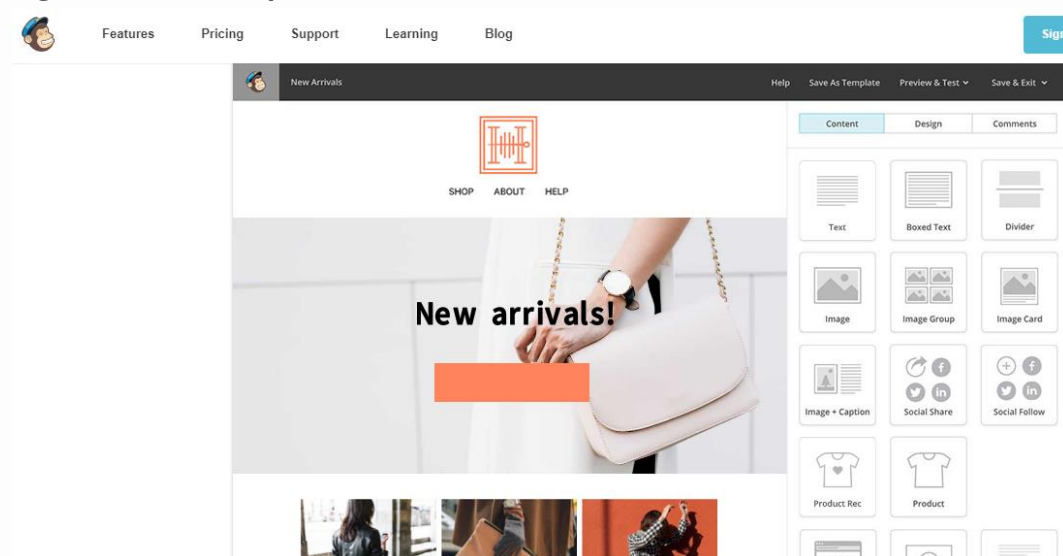 Features Pricing Support Learning Blog
New Arrivals Help Save As Template Preview & Test Save & Exit
Content Design Comments
SHOP ABOUT HELP
Text Boxed Text Divider
New arrivals!
Image Image Group Image Card
Image + Caption Social Share Social Follow
Product Rec Product